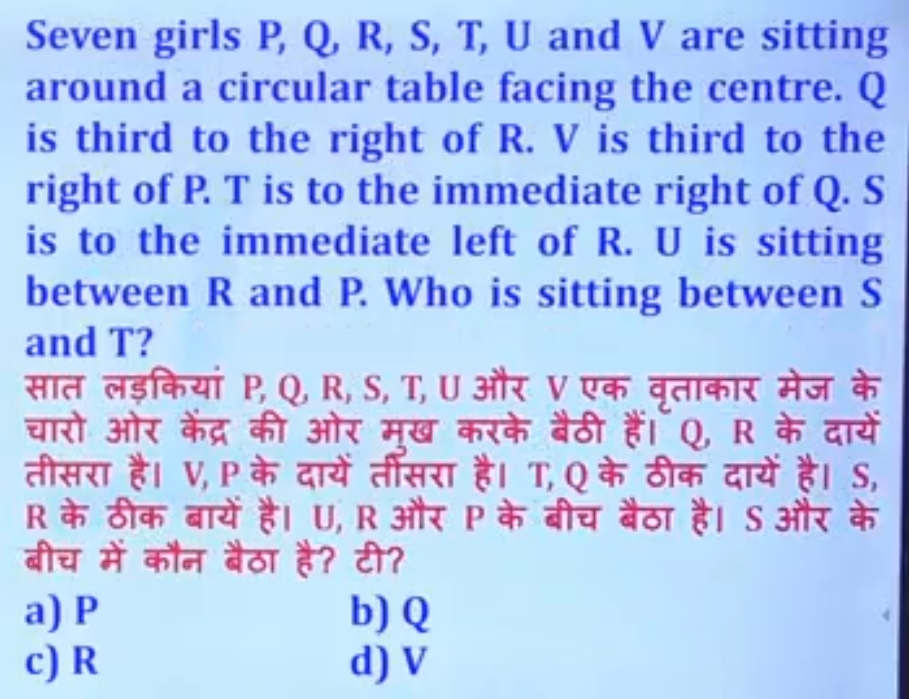 Seven girls P, Q, R, S, T, U and V are sitting
around a circular table facing the centre. Q
is third to the right of R. V is third to the
right of P. T is to the immediate right of Q. S
is to the immediate left of R. U is sitting
between R and P. Who is sitting between S
and T?
सात लड़कियां P, Q, R, S, T, U और V एक वृताकार मेज के
चारो ओर केंद्र की ओर मुख करके बैठी हैं। Q, R के दायें
तीसरा है। V, P के दायें तीसरा है। T, Q के ठीक दायें है। S,
R के ठीक बायें है। U, R और P के बीच बैठा है। S और के
बीच में कौन बैठा है? टी?
a) P b) Q
c) R d) V